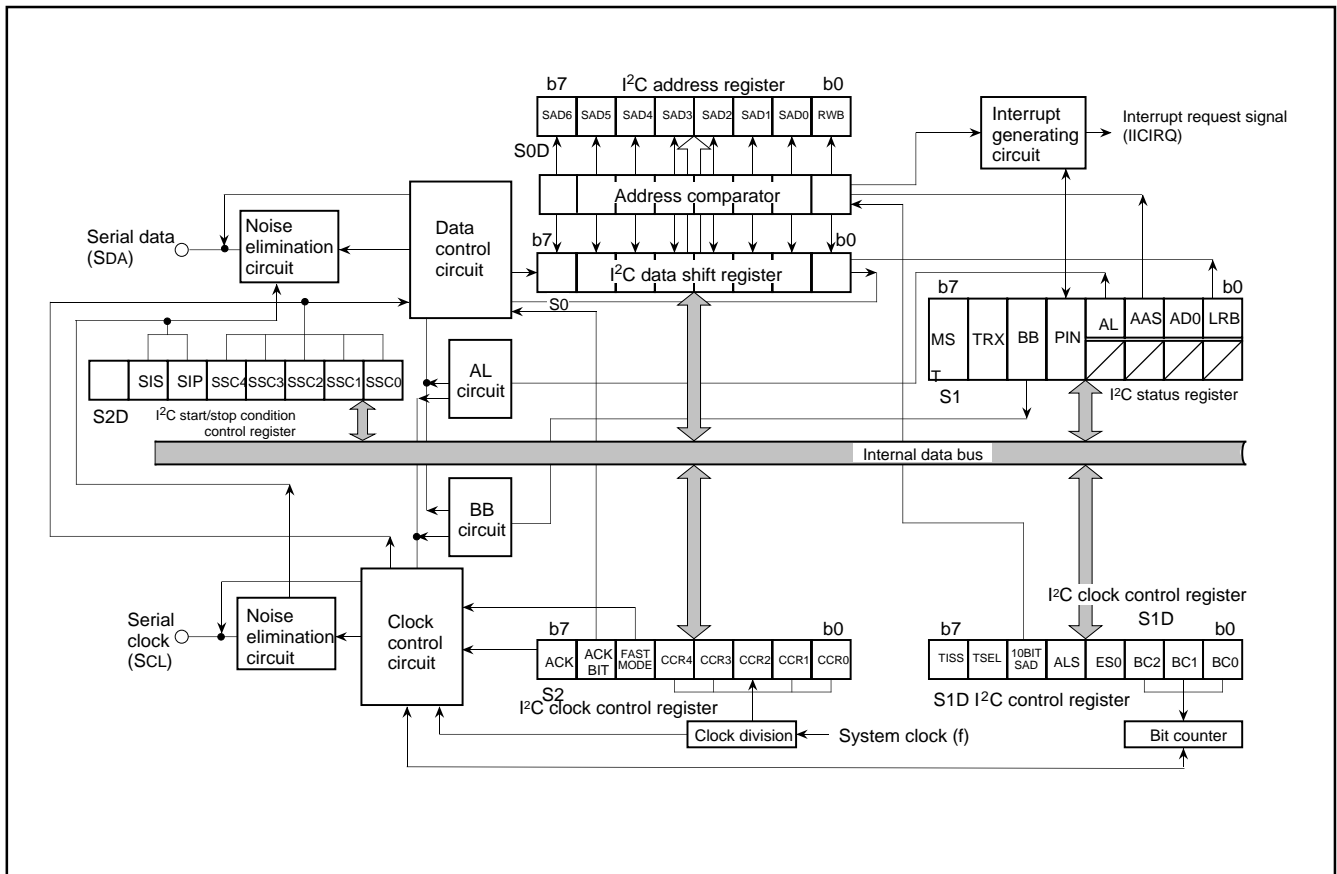 b7 I²C address register b0
SAD6 SAD5 SAD4 SAD3 SAD2 SAD1 SAD0 RWB
S0D
Interrupt
generating
circuit
Interrupt request signal
(IICIRQ)
Address comparator
Serial data
(SDA)
Noise
elimination
circuit
Data
control
circuit
b7 b0
I²C data shift register
S0
b7 b0
MS
T
TRX BB PIN AL AAS AD0 LRB
S1
I²C status register
SIS SIP SSC4 SSC3 SSC2 SSC1 SSC0
S2D
I²C start/stop condition
control register
AL
circuit
Internal data bus
BB
circuit
Serial
clock
(SCL)
Noise
elimination
circuit
Clock
control
circuit
b7 b0
ACK
ACK
BIT
FAST
MODE
CCR4 CCR3 CCR2 CCR1 CCR0
S2
I²C clock control register
Clock division
System clock (f)
I²C clock control register
S1D
b7 b0
TISS TSEL
10BIT
SAD
ALS ES0 BC2 BC1 BC0
S1D I²C control register
Bit counter